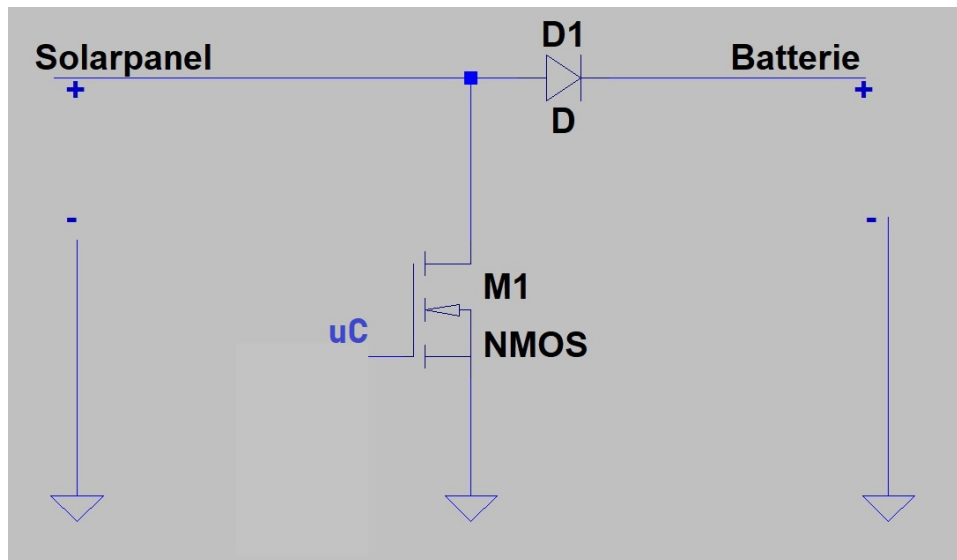 D1
Solarpanel
Batterie
+
+
D
-
-
M1
uC
NMOS